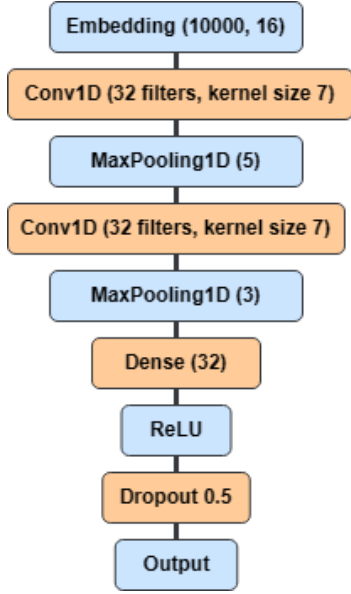 Embedding (10000, 16)
Conv1D (32 filters, kernel size 7)
MaxPooling1D (5)
Conv1D (32 filters, kernel size 7)
MaxPooling1D (3)
Dense (32)
ReLU
Dropout 0.5
Output